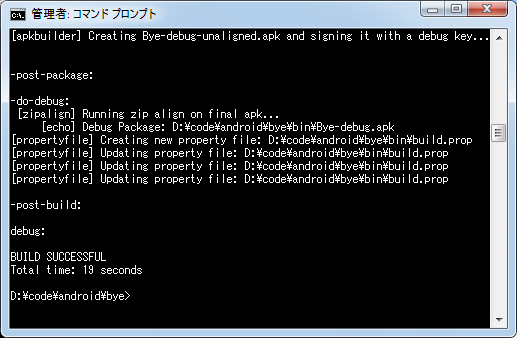 管理者: コマンド プロンプト
[apkbuilder] Creating Bye-debug-unaligned.apk and signing it with a debug key...
-post-package:
-do-debug:
[zipalign] Running zip align on final apk...
[echo] Debug Package: D:¥code¥android¥bye¥bin¥Bye-debug.apk
[propertyfile] Creating new property file: D:¥code¥android¥bye¥bin¥build.prop
[propertyfile] Updating property file: D:¥code¥android¥bye¥bin¥build.prop
[propertyfile] Updating property file: D:¥code¥android¥bye¥bin¥build.prop
[propertyfile] Updating property file: D:¥code¥android¥bye¥bin¥build.prop
-post-build:
debug:
BUILD SUCCESSFUL
Total time: 19 seconds
D:¥code¥android¥bye>